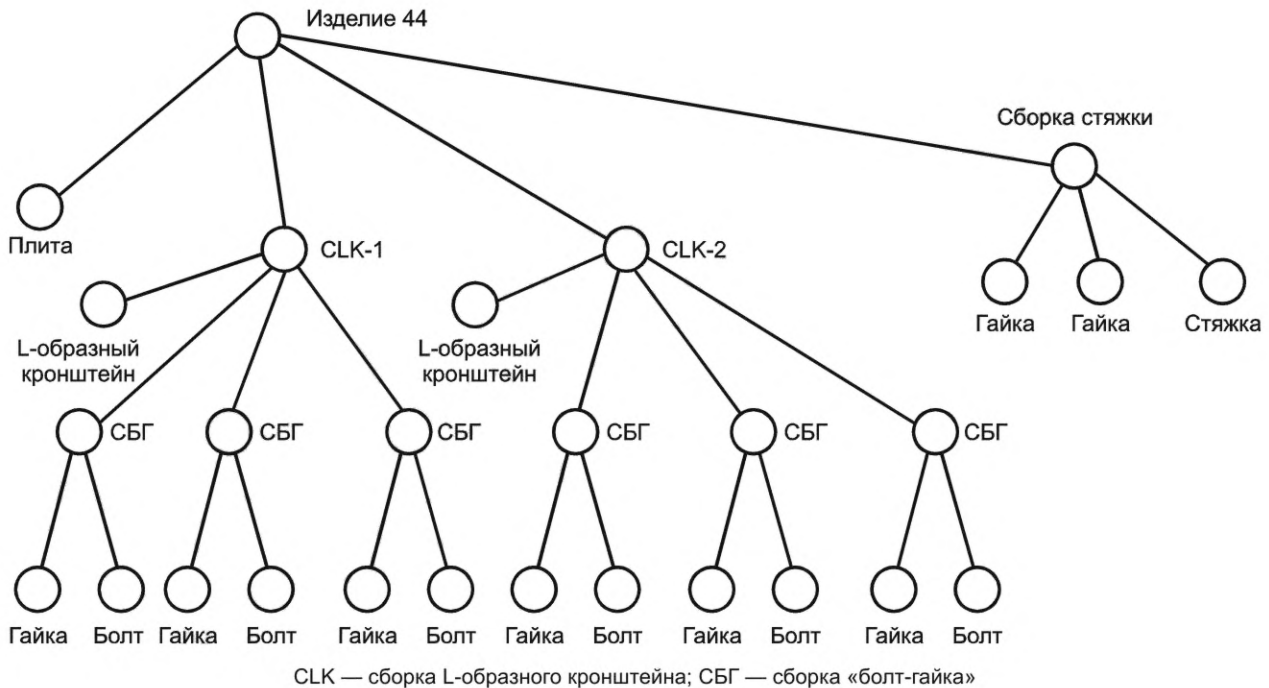 Изделие 44
Сборка стяжки
Плита
CLK-1
CLK-2
Гайка Гайка Стяжка
L-образный
кронштейн
L-образный
кронштейн
СБГ СБГ СБГ СБГ СБГ СБГ
Гайка Болт Гайка Болт Гайка Болт Гайка Болт Гайка Болт Гайка Болт
CLK — сборка L-образного кронштейна; СБГ — сборка «болт-гайка»